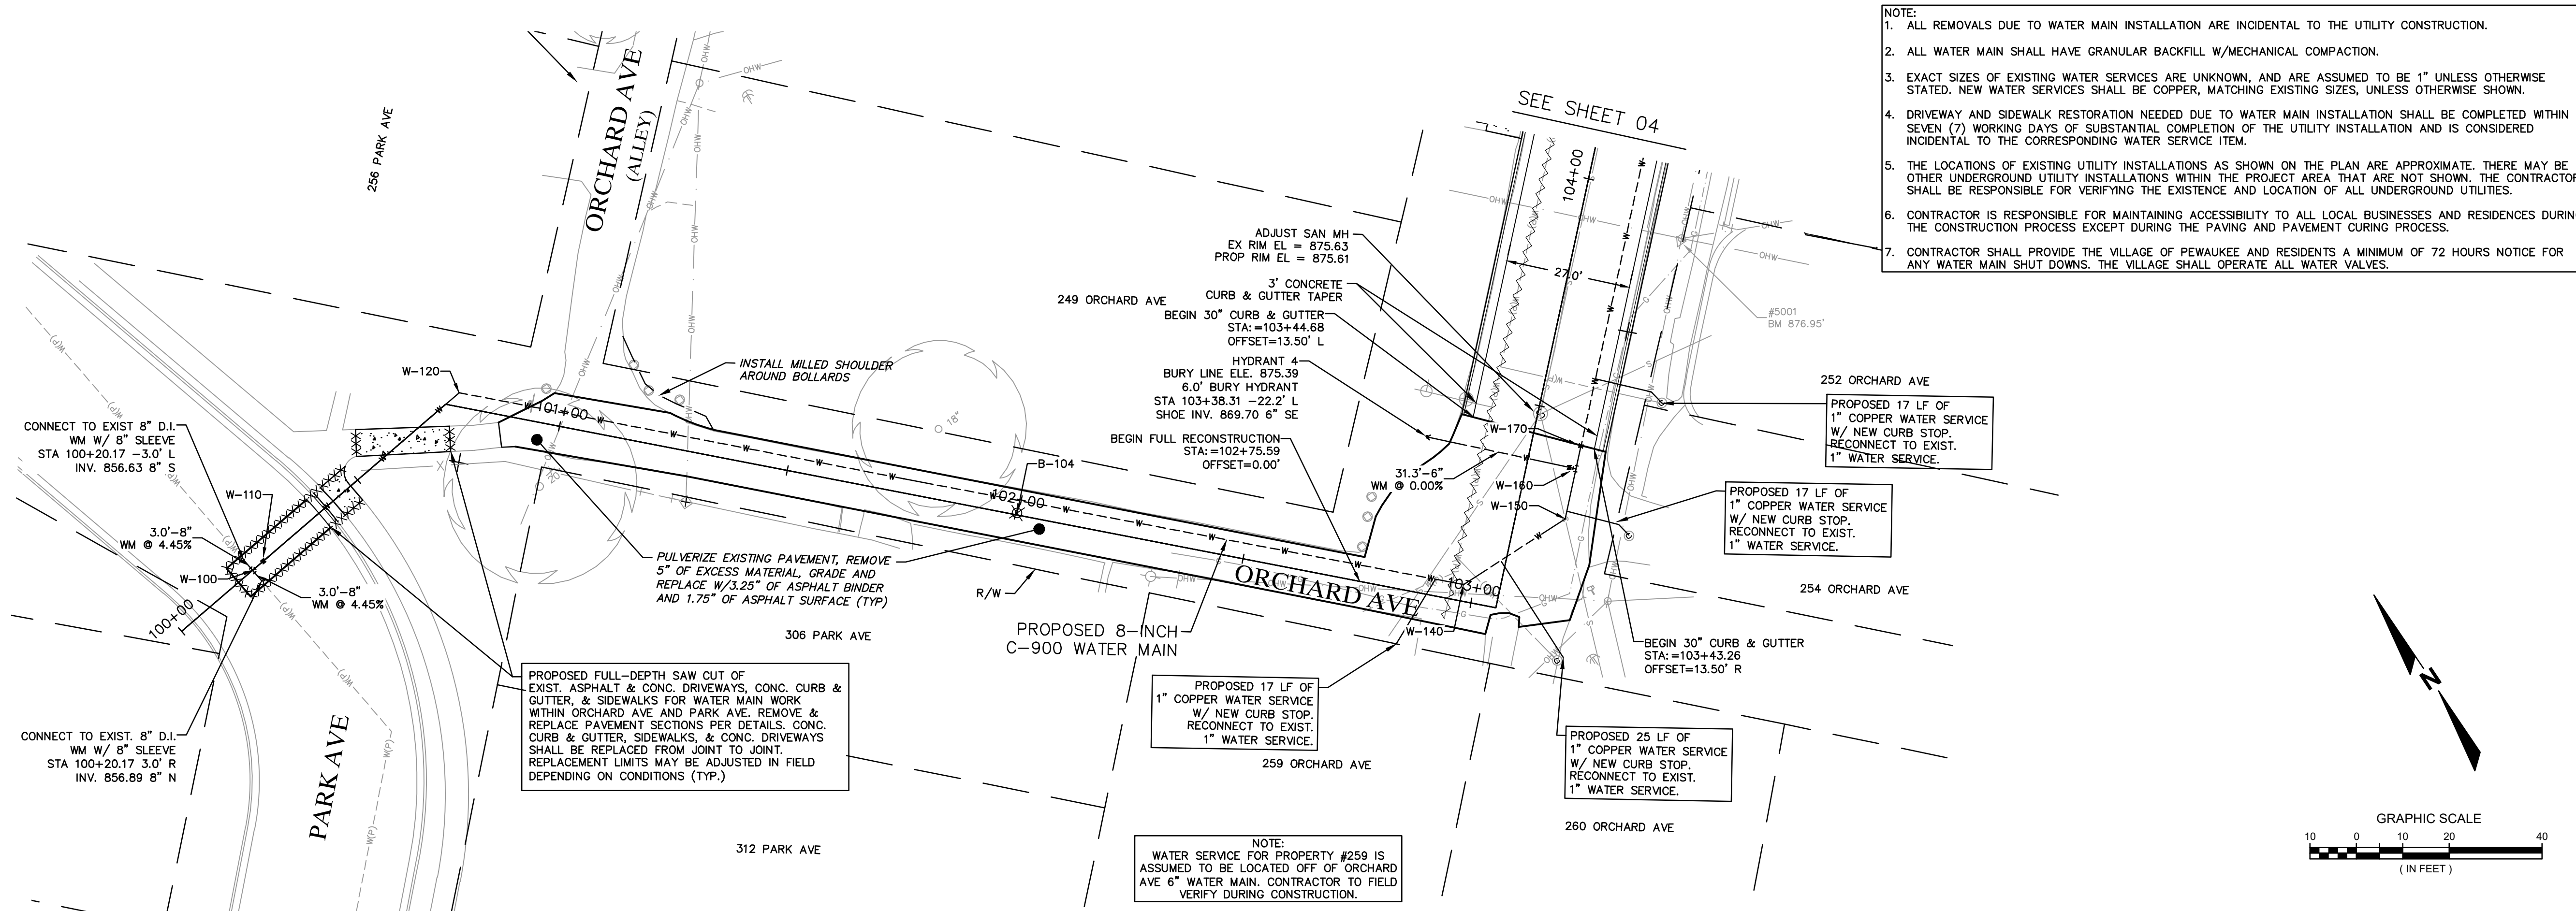 NOTE:
1. ALL REMOVALS DUE TO WATER MAIN INSTALLATION ARE INCIDENTAL TO THE UTILITY CONSTRUCTION.
2. ALL WATER MAIN SHALL HAVE GRANULAR BACKFILL W/MECHANICAL COMPACTION.
3. EXACT SIZES OF EXISTING WATER SERVICES ARE UNKNOWN, AND ARE ASSUMED TO BE 1" UNLESS OTHERWISE
STATED. NEW WATER SERVICES SHALL BE COPPER, MATCHING EXISTING SIZES, UNLESS OTHERWISE SHOWN.
4. DRIVEWAY AND SIDEWALK RESTORATION NEEDED DUE TO WATER MAIN INSTALLATION SHALL BE COMPLETED WITHIN
SEVEN (7) WORKING DAYS OF SUBSTANTIAL COMPLETION OF THE UTILITY INSTALLATION AND IS CONSIDERED
INCIDENTAL TO THE CORRESPONDING WATER SERVICE ITEM.
5. THE LOCATIONS OF EXISTING UTILITY INSTALLATIONS AS SHOWN ON THE PLAN ARE APPROXIMATE. THERE MAY BE
OTHER UNDERGROUND UTILITY INSTALLATIONS WITHIN THE PROJECT AREA THAT ARE NOT SHOWN. THE CONTRACTOR
SHALL BE RESPONSIBLE FOR VERIFYING THE EXISTENCE AND LOCATION OF ALL UNDERGROUND UTILITIES.
6. CONTRACTOR IS RESPONSIBLE FOR MAINTAINING ACCESSIBILITY TO ALL LOCAL BUSINESSES AND RESIDENCES DURIN
THE CONSTRUCTION PROCESS EXCEPT DURING THE PAVING AND PAVEMENT CURING PROCESS.
7. CONTRACTOR SHALL PROVIDE THE VILLAGE OF PEWAUKEE AND RESIDENTS A MINIMUM OF 72 HOURS NOTICE FOR
ANY WATER MAIN SHUT DOWNS. THE VILLAGE SHALL OPERATE ALL WATER VALVES.
256 PARK AVE
ORCHARD AVE
(ALLEY)
SEE SHEET 04
104+00
27.0'
ADJUST SAN MH
EX RIM EL = 875.63
PROP RIM EL = 875.61
3' CONCRETE
CURB & GUTTER TAPER
249 ORCHARD AVE
BEGIN 30" CURB & GUTTER
STA:=103+44.68
OFFSET=13.50' L
HYDRANT 4
BURY LINE ELE. 875.39
6.0' BURY HYDRANT
STA 103+38.31 -22.2' L
SHOE INV. 869.70 6" SE
BEGIN FULL RECONSTRUCTION
STA:=102+75.59
OFFSET=0.00'
#5001
BM 876.95'
252 ORCHARD AVE
PROPOSED 17 LF OF
1" COPPER WATER SERVICE
W/ NEW CURB STOP.
RECONNECT TO EXIST.
1" WATER SERVICE.
INSTALL MILLED SHOULDER
AROUND BOLLARDS
W-120
101+00
18"
20"
CONNECT TO EXIST 8" D.I.
WM W/ 8" SLEEVE
STA 100+20.17 -3.0' L
INV. 856.63 8" S
W-110
3.0'-8"
WM @ 4.45%
W-100
3.0'-8"
WM @ 4.45%
100+00
B-104
102+00
W-170
31.3'-6"
WM @ 0.00%
W-160
W-150
PROPOSED 17 LF OF
1" COPPER WATER SERVICE
W/ NEW CURB STOP.
RECONNECT TO EXIST.
1" WATER SERVICE.
254 ORCHARD AVE
PULVERIZE EXISTING PAVEMENT, REMOVE
5" OF EXCESS MATERIAL, GRADE AND
REPLACE W/3.25" OF ASPHALT BINDER
AND 1.75" OF ASPHALT SURFACE (TYP)
R/W
306 PARK AVE
ORCHARD AVE
103+00
PROPOSED 8-INCH
C-900 WATER MAIN
W-140
BEGIN 30" CURB & GUTTER
STA:=103+43.26
OFFSET=13.50' R
PROPOSED FULL-DEPTH SAW CUT OF
EXIST. ASPHALT & CONC. DRIVEWAYS, CONC. CURB &
GUTTER, & SIDEWALKS FOR WATER MAIN WORK
WITHIN ORCHARD AVE AND PARK AVE. REMOVE &
REPLACE PAVEMENT SECTIONS PER DETAILS. CONC.
CURB & GUTTER, SIDEWALKS, & CONC. DRIVEWAYS
SHALL BE REPLACED FROM JOINT TO JOINT.
REPLACEMENT LIMITS MAY BE ADJUSTED IN FIELD
DEPENDING ON CONDITIONS (TYP.)
PROPOSED 17 LF OF
1" COPPER WATER SERVICE
W/ NEW CURB STOP.
RECONNECT TO EXIST.
1" WATER SERVICE.
259 ORCHARD AVE
PROPOSED 25 LF OF
1" COPPER WATER SERVICE
W/ NEW CURB STOP.
RECONNECT TO EXIST.
1" WATER SERVICE.
260 ORCHARD AVE
CONNECT TO EXIST. 8" D.I.
WM W/ 8" SLEEVE
STA 100+20.17 3.0' R
INV. 856.89 8" N
PARK AVE
312 PARK AVE
NOTE:
WATER SERVICE FOR PROPERTY #259 IS
ASSUMED TO BE LOCATED OFF OF ORCHARD
AVE 6" WATER MAIN. CONTRACTOR TO FIELD
VERIFY DURING CONSTRUCTION.
N
GRAPHIC SCALE
10 0 10 20 40
( IN FEET )